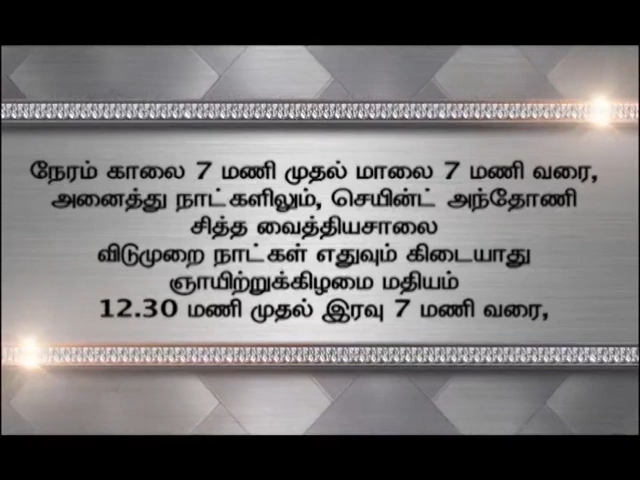 நேரம் காலை 7 மணி முதல் மாலை 7 மணி வரை,
அனைத்து நாட்களிலும், செயின்ட் அந்தோணி
சித்த வைத்தியசாலை
விடுமுறை நாட்கள் எதுவும் கிடையாது
ஞாயிற்றுக்கிழமை மதியம்
12.30 மணி முதல் இரவு 7 மணி வரை,